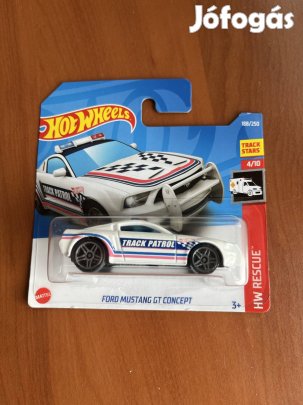 Jófogás
HOT WHEELS
188/250
TRACK STARS
4/10
TRACK PATROL
TRACK PATROL
HW RESCUE
MATTEL
FORD MUSTANG GT CONCEPT
3+